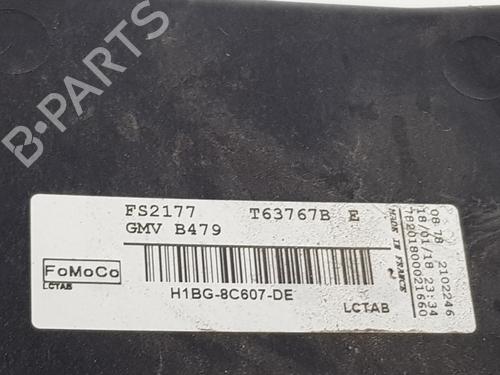 FS2177 T63767B E
GMV B479
FoMoCo
LCTAB
H1BG-8C607-DE
LCTAB
MADE IN FRANCE
08 78 2102246
18/01/18 23:34
B-PARTS